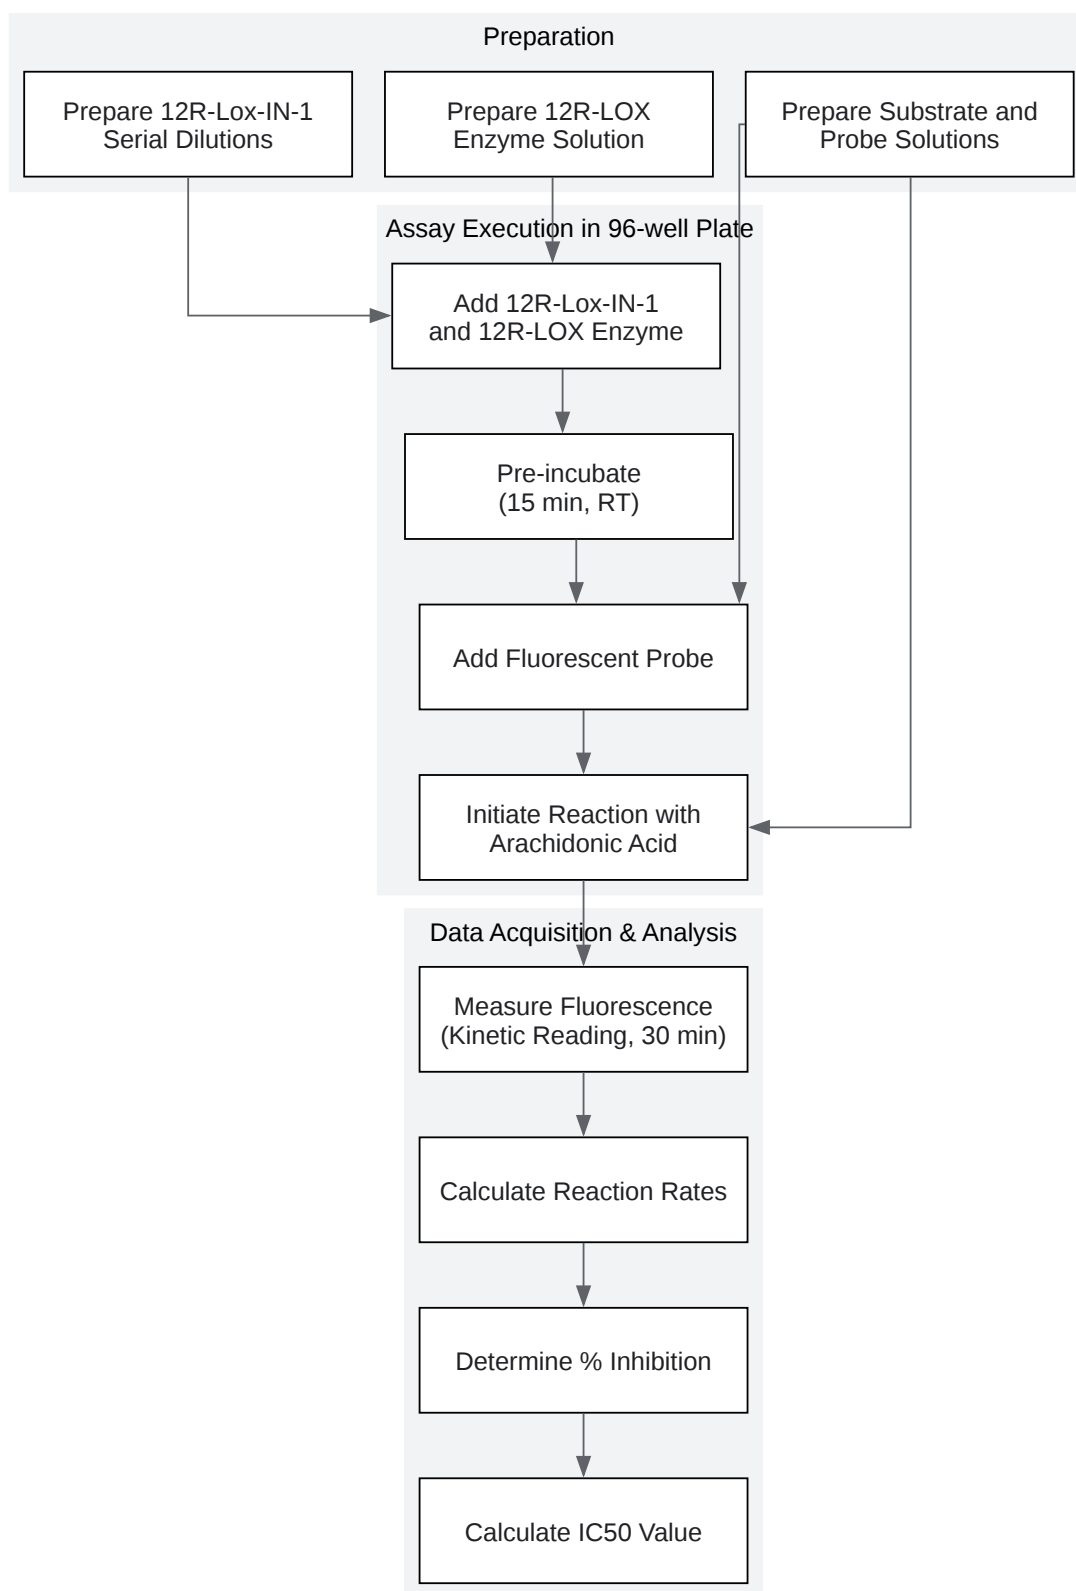 Preparation
Prepare 12R-Lox-IN-1
Serial Dilutions
Prepare 12R-LOX
Enzyme Solution
Prepare Substrate and
Probe Solutions
Assay Execution in 96-well Plate
Add 12R-Lox-IN-1
and 12R-LOX Enzyme
Pre-incubate
(15 min, RT)
Add Fluorescent Probe
Initiate Reaction with
Arachidonic Acid
Data Acquisition & Analysis
Measure Fluorescence
(Kinetic Reading, 30 min)
Calculate Reaction Rates
Determine % Inhibition
Calculate IC50 Value